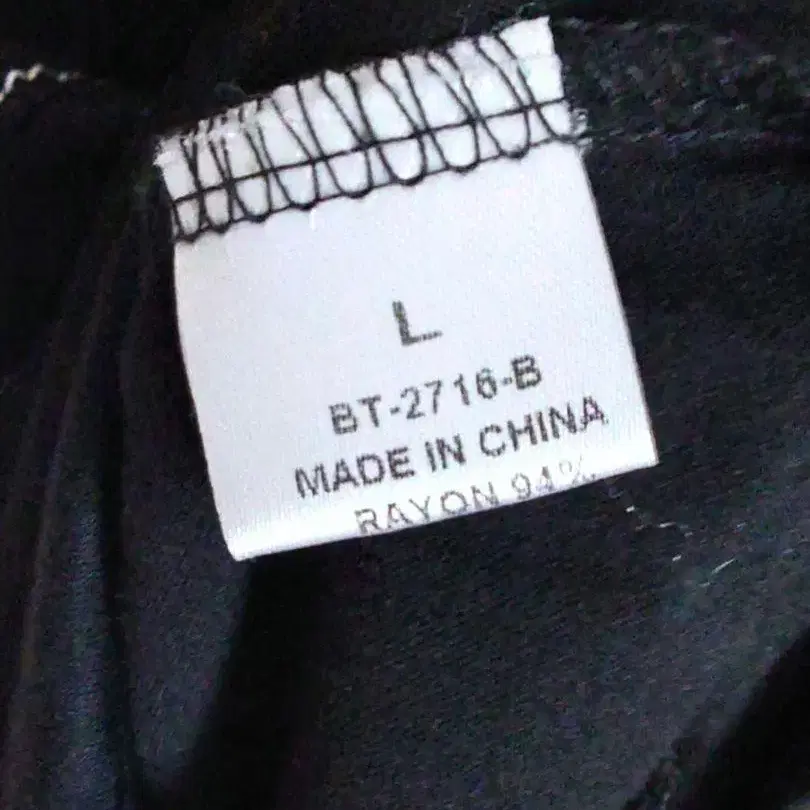 L
BT-2716-B
MADE IN CHINA
RAYON 94%